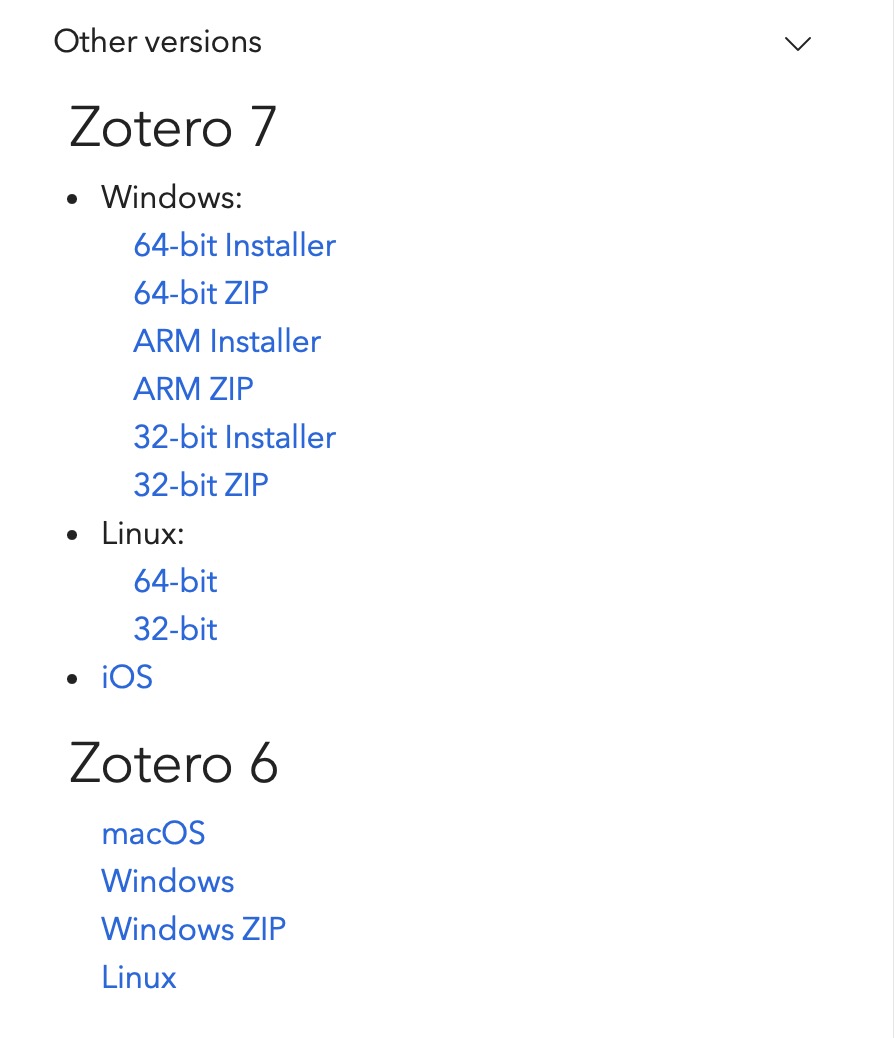 Other versions
Zotero 7
Windows:
64-bit Installer
64-bit ZIP
ARM Installer
ARM ZIP
32-bit Installer
32-bit ZIP
Linux:
64-bit
32-bit
iOS
Zotero 6
macOS
Windows
Windows ZIP
Linux